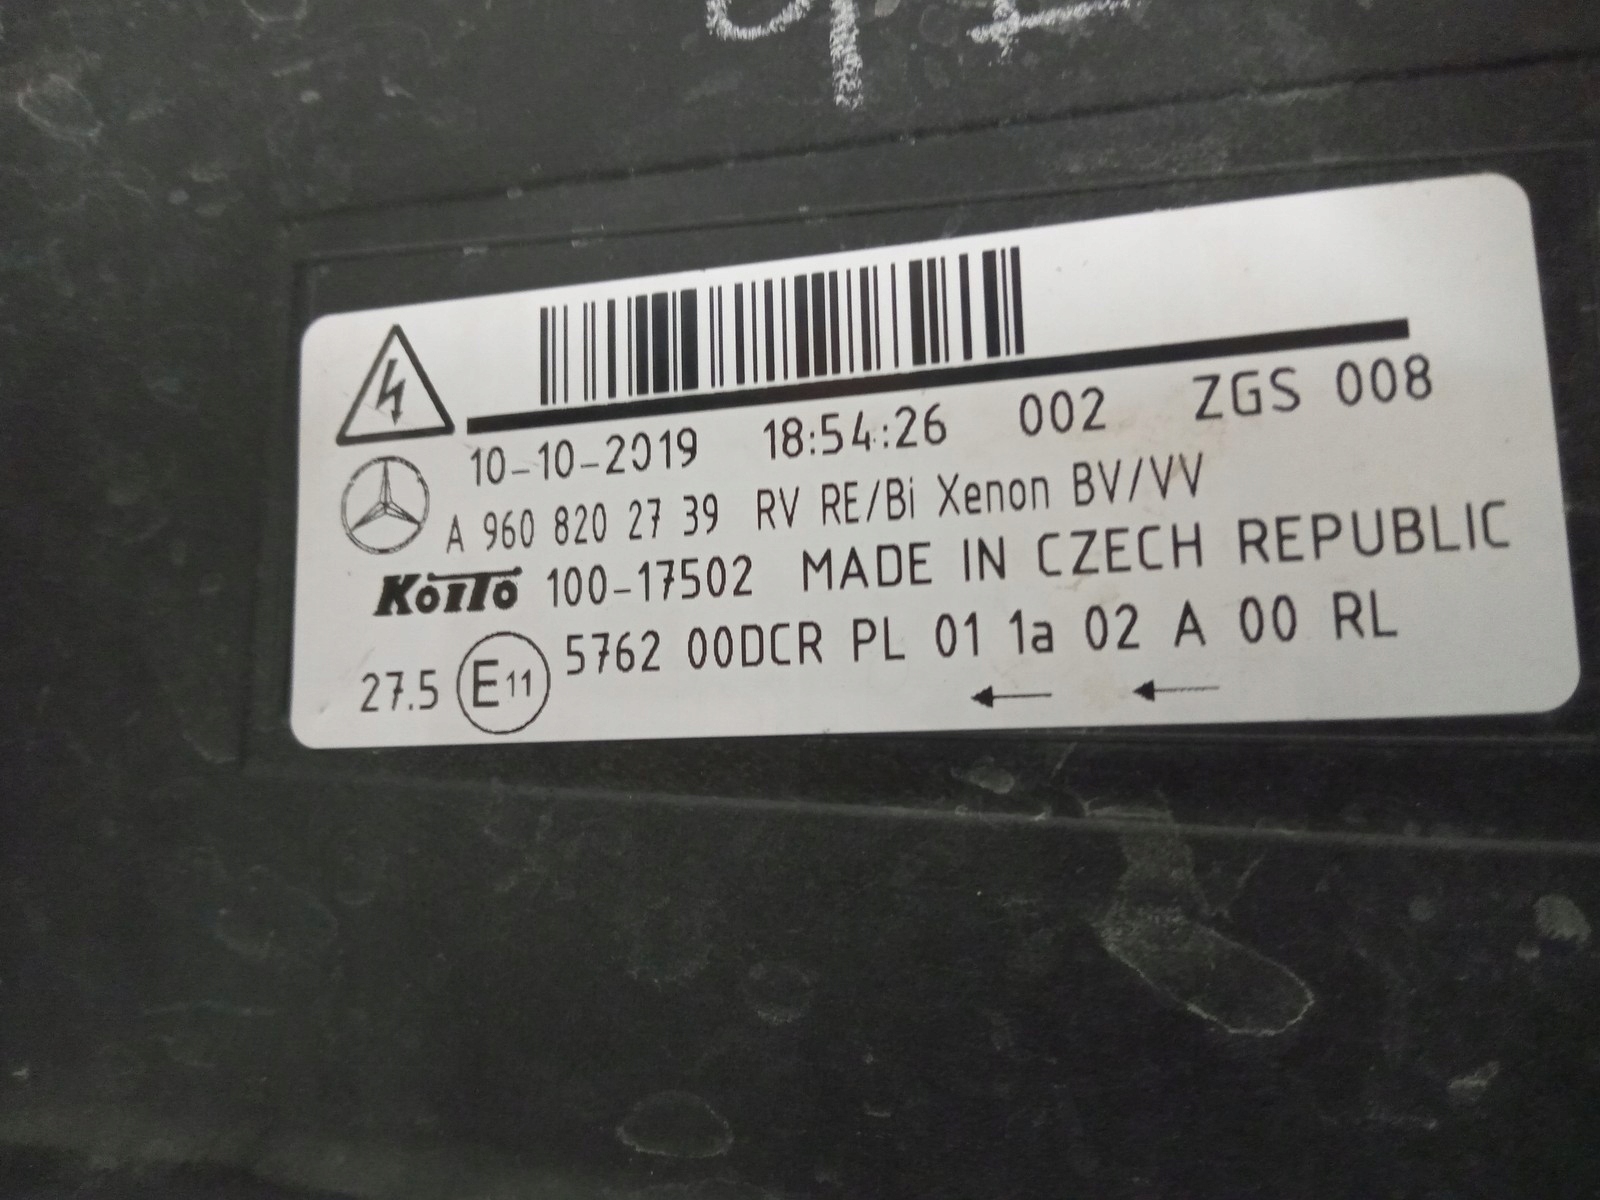 10-10-2019 18:54:26 002 ZGS 008
A 960 820 27 39 RV RE/Bi Xenon BV/VV
KOITO 100-17502 MADE IN CZECH REPUBLIC
27.5 E11 5762 00DCR PL 01 1a 02 A 00 RL